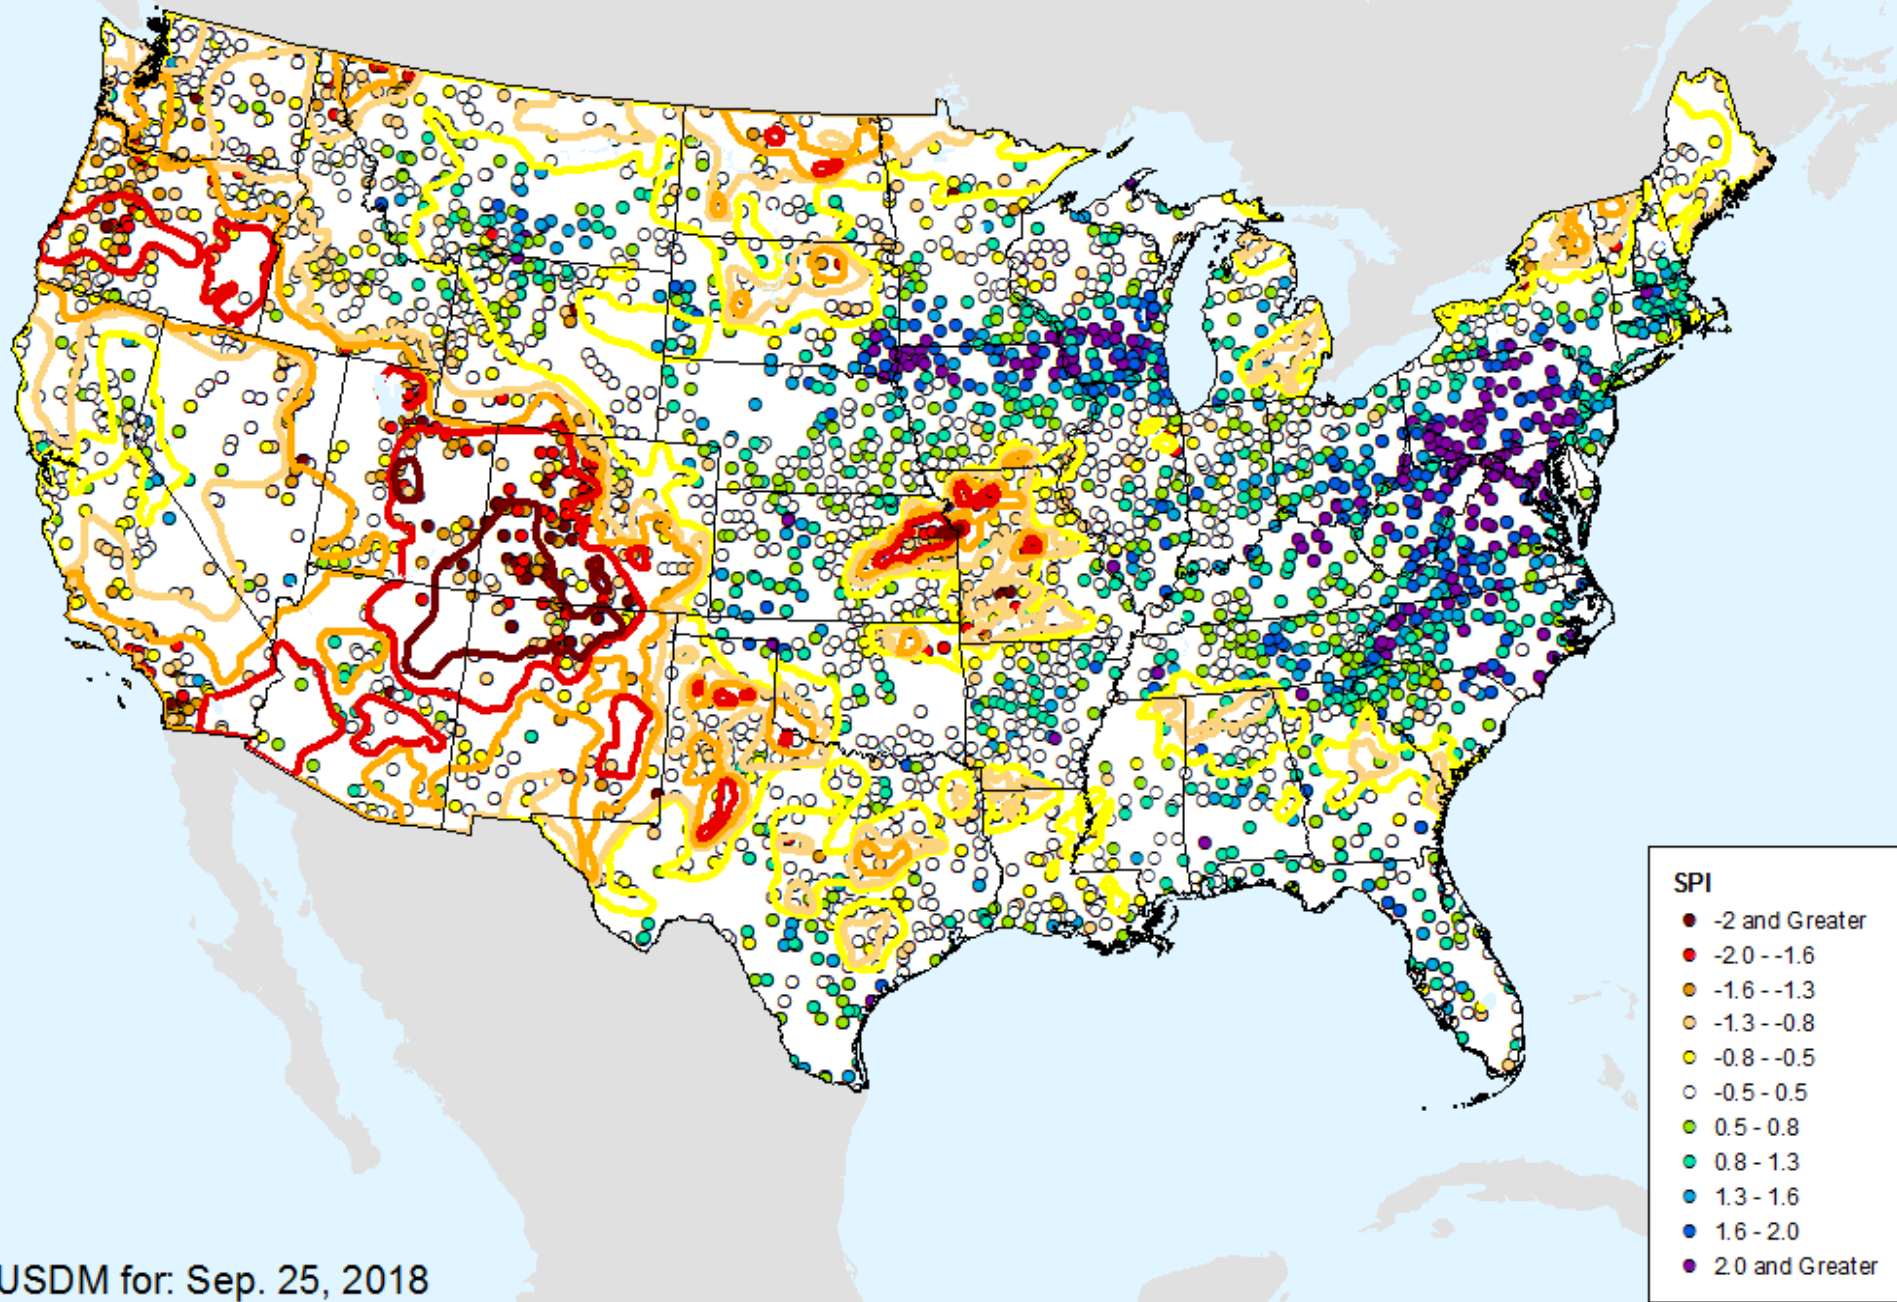 SPI
-2 and Greater
-2.0 - -1.6
-1.6 - -1.3
-1.3 - -0.8
-0.8 - -0.5
-0.5 - 0.5
0.5 - 0.8
0.8 - 1.3
1.3 - 1.6
1.6 - 2.0
2.0 and Greater
USDM for: Sep. 25, 2018